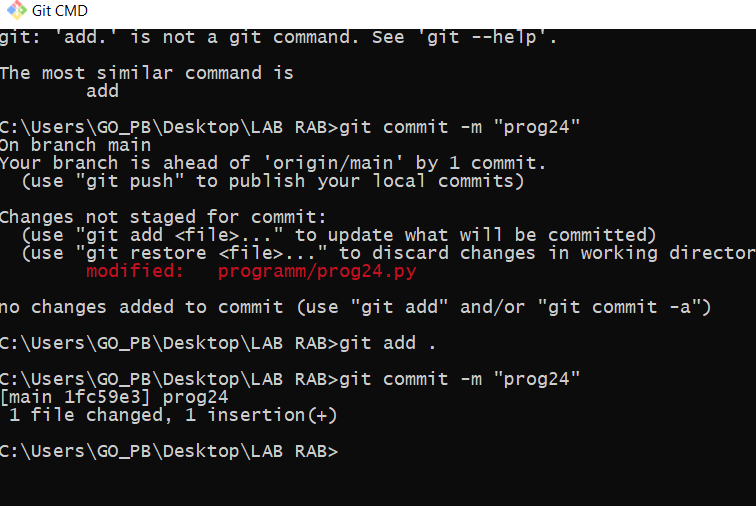 Git CMD
git: 'add.' is not a git command. See 'git --help'.
The most similar command is
add
C:\Users\GO_PB\Desktop\LAB RAB>git commit -m "prog24"
On branch main
Your branch is ahead of 'origin/main' by 1 commit.
(use "git push" to publish your local commits)
Changes not staged for commit:
(use "git add <file>..." to update what will be committed)
(use "git restore <file>..." to discard changes in working director
modified:   programm/prog24.py
no changes added to commit (use "git add" and/or "git commit -a")
C:\Users\GO_PB\Desktop\LAB RAB>git add .
C:\Users\GO_PB\Desktop\LAB RAB>git commit -m "prog24"
[main 1fc59e3] prog24
1 file changed, 1 insertion(+)
C:\Users\GO_PB\Desktop\LAB RAB>